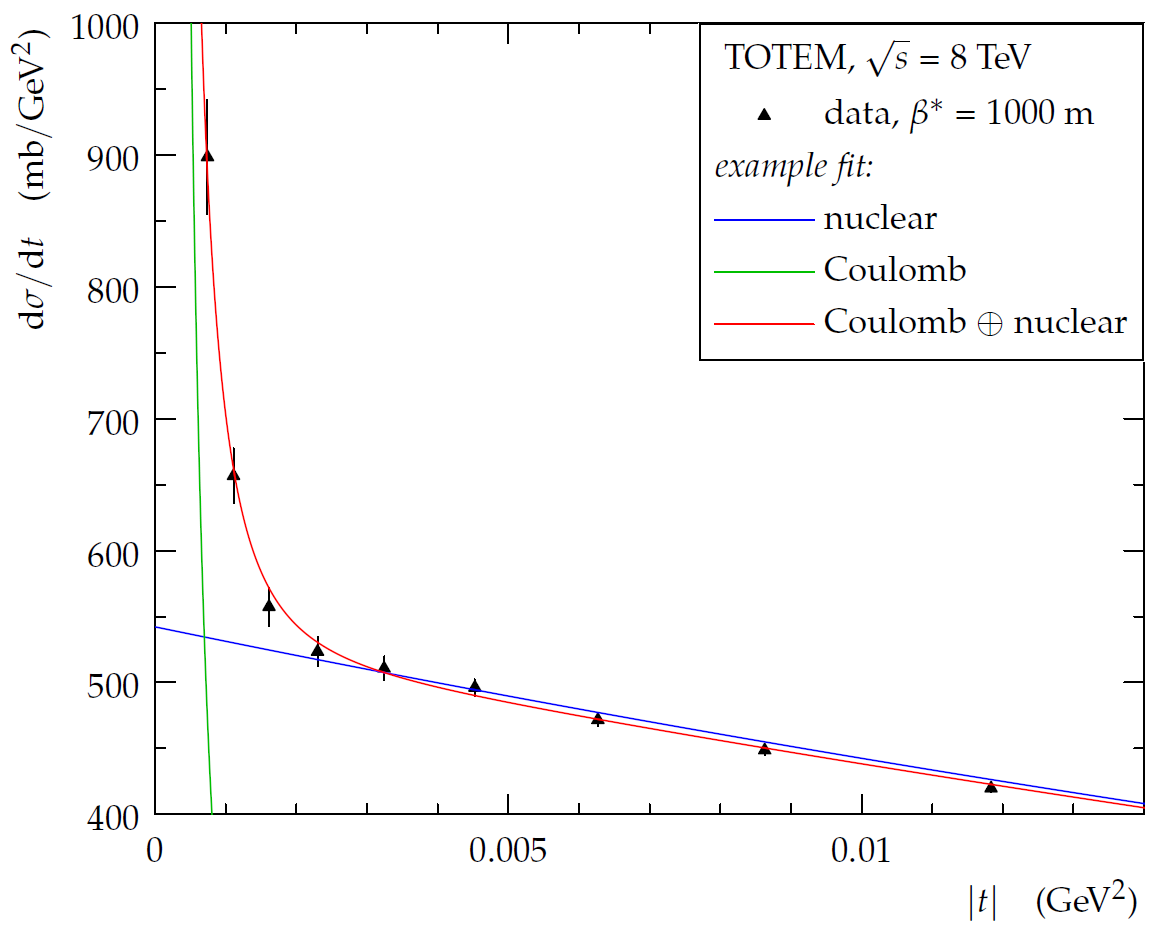 dσ/dt (mb/GeV²)
1000
900
800
700
600
500
400
TOTEM, √s = 8 TeV
data, β* = 1000 m
example fit:
nuclear
Coulomb
Coulomb ⊕ nuclear
0
0.005
0.01
|t| (GeV²)